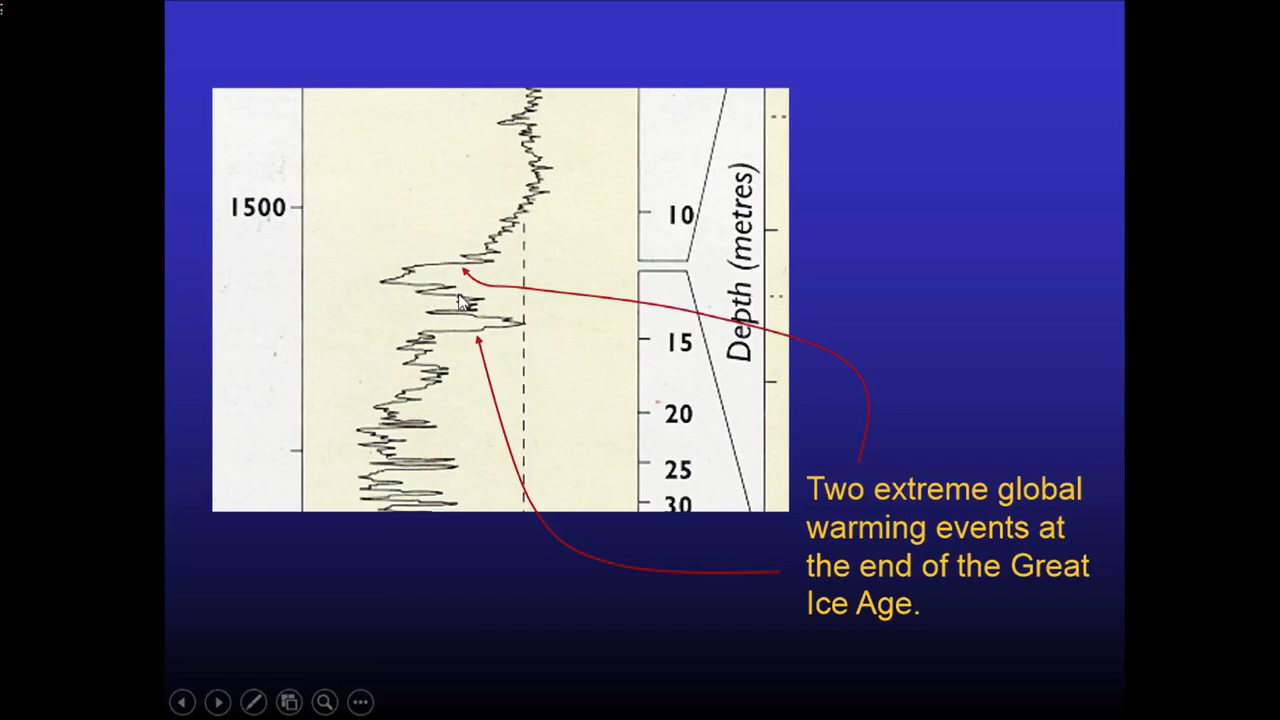 1500
10
15
20
25
30
Depth (metres)
Two extreme global
warming events at
the end of the Great
Ice Age.